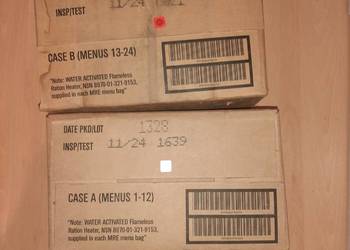 INSP/TEST 11/24
CASE B (MENUS 13-24)
"Note: WATER ACTIVATED Flameless
Ration Heater, NSN 8970-01-321-9153,
supplied in each MRE menu bag"
DATE PKD/LOT 1328
INSP/TEST 11/24 1639
CASE A (MENUS 1-12)
"Note: WATER ACTIVATED Flameless
Ration Heater, NSN 8970-01-321-9153,
supplied in each MRE menu bag"